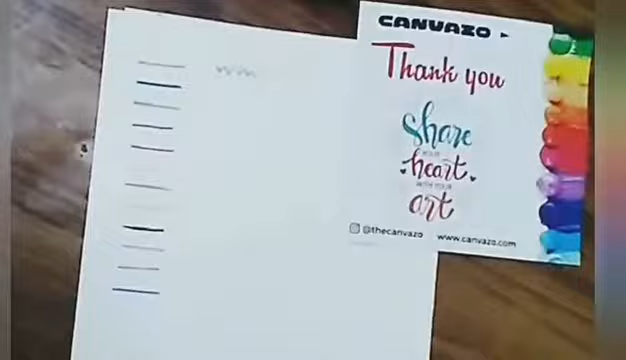 CANVAZO
Thank you
share
YOUR
heart
WITH YOUR
art
@thecanvazo www.canvazo.com